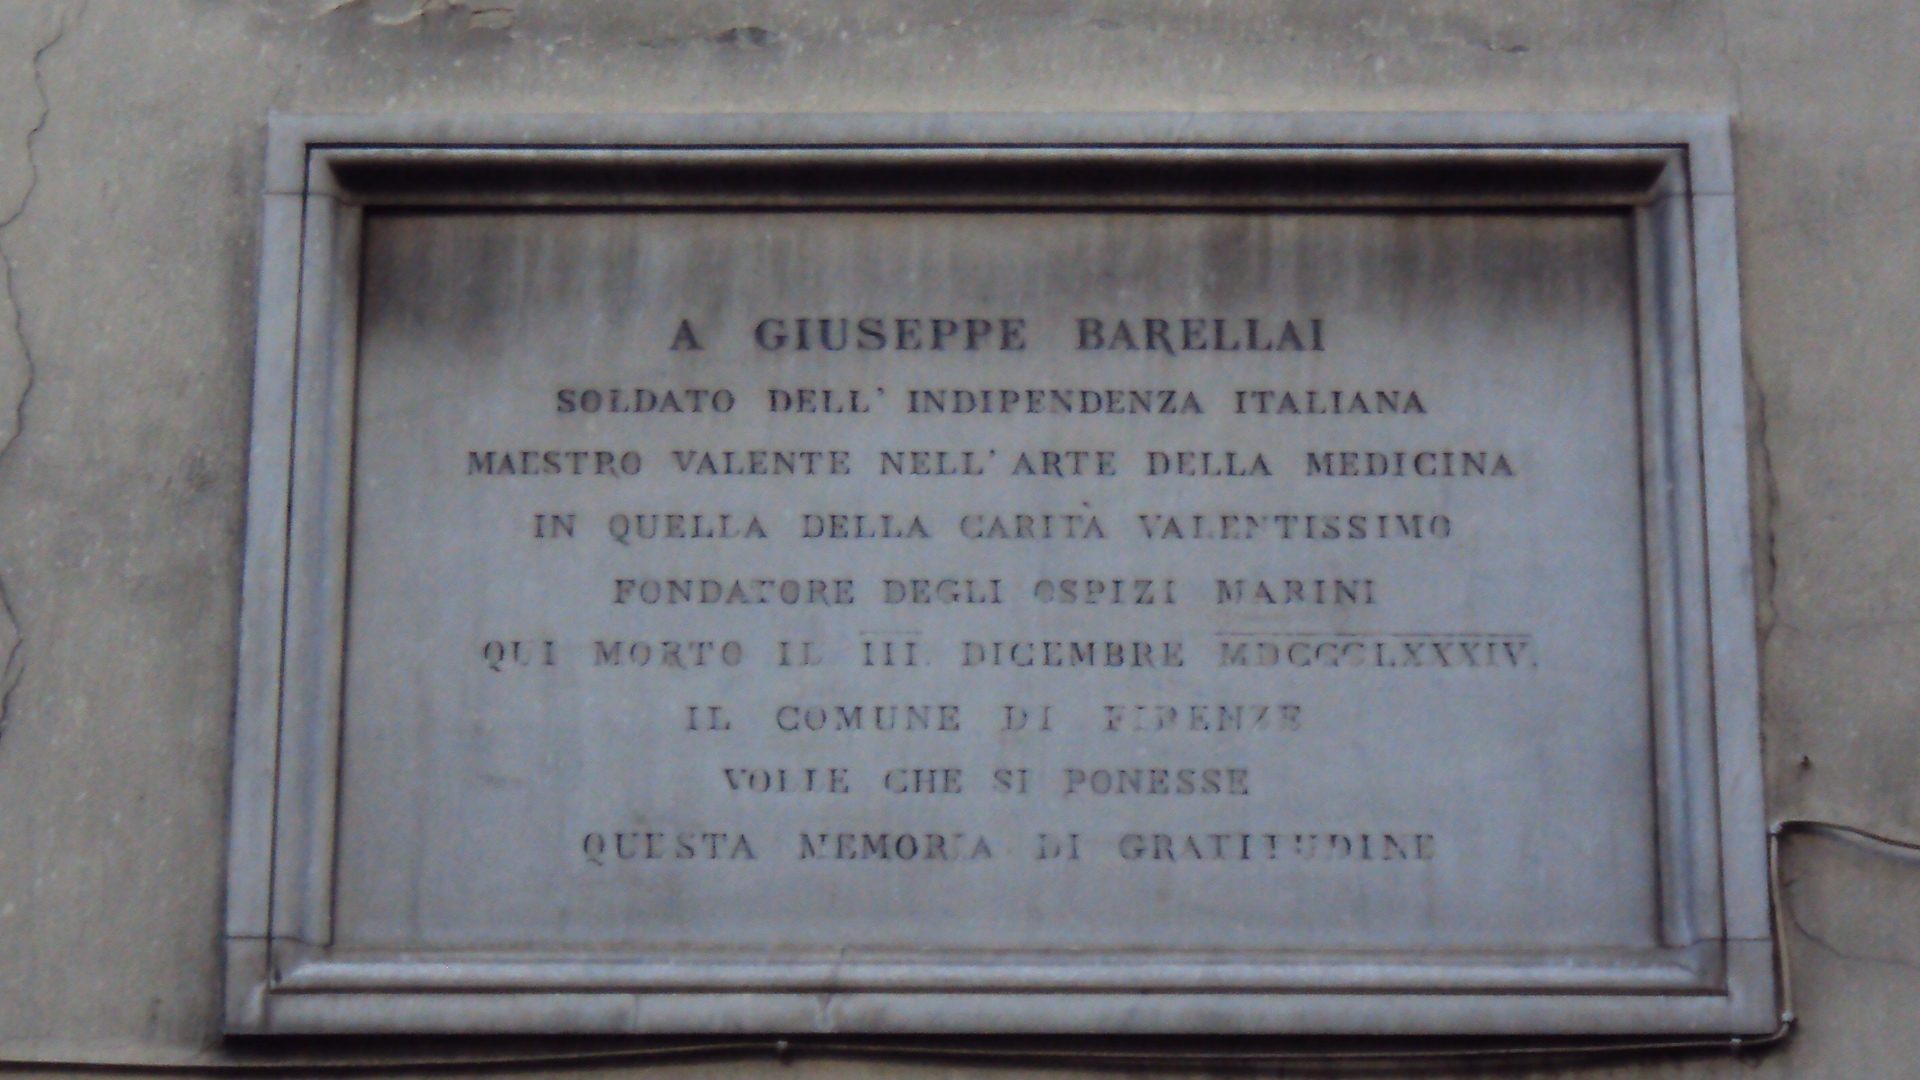 A GIUSEPPE BARELLAI
SOLDATO DELL' INDIPENDENZA ITALIANA
MAESTRO VALENTE NELL' ARTE DELLA MEDICINA
IN QUELLA DELLA CARITÀ VALENTISSIMO
FONDATORE DEGLI OSPIZI MARINI
QUI MORTO IL III. DICEMBRE MDCCCLXXXIV.
IL COMUNE DI FIRENZE
VOLLE CHE SI PONESSE
QUESTA MEMORIA DI GRATITUDINE